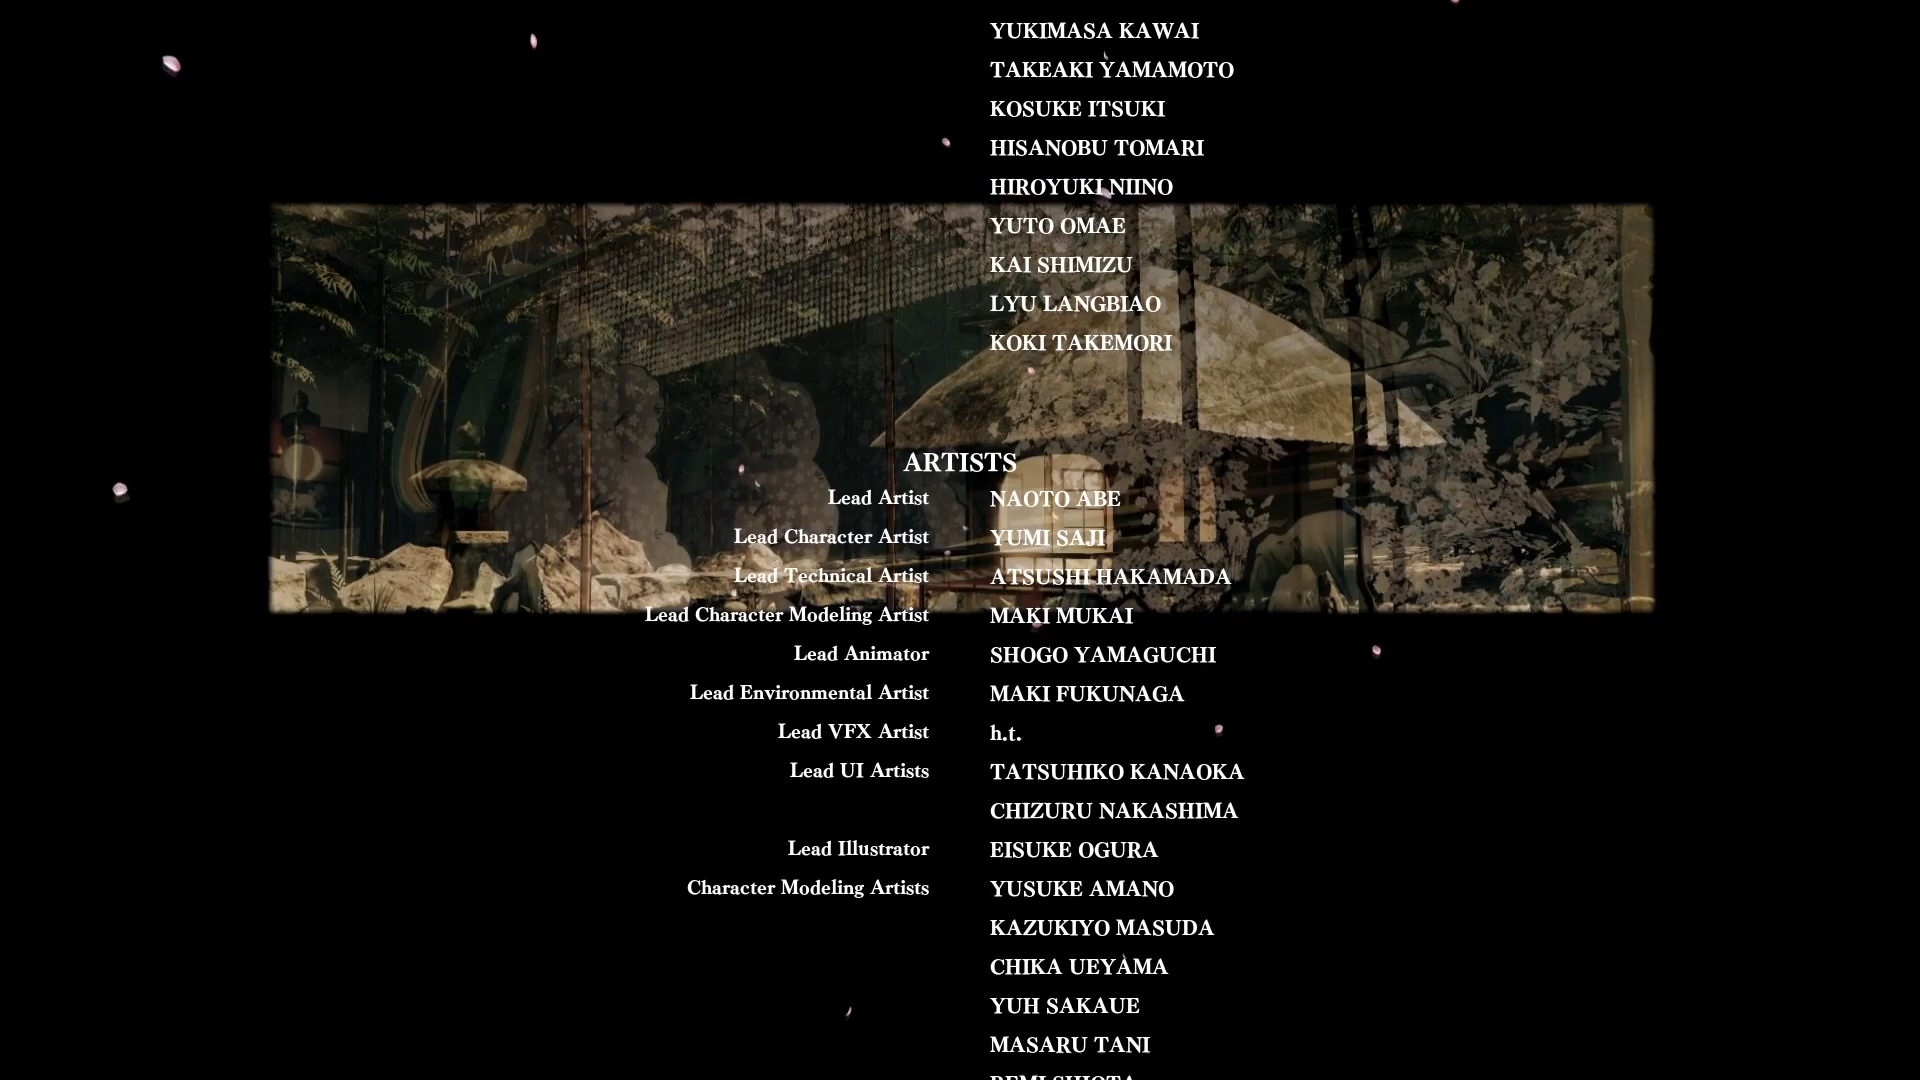 YUKIMASA KAWAI
TAKEAKI YAMAMOTO
KOSUKE ITSUKI
HISANOBU TOMARI
HIROYUKI NIINO
YUTO OMAE
KAI SHIMIZU
LYU LANGBIAO
KOKI TAKEMORI
ARTISTS
Lead Artist NAOTO ABE
Lead Character Artist YUMI SAJI
Lead Technical Artist ATSUSHI HAKAMADA
Lead Character Modeling Artist MAKI MUKAI
Lead Animator SHOGO YAMAGUCHI
Lead Environmental Artist MAKI FUKUNAGA
Lead VFX Artist h.t.
Lead UI Artists TATSUHIKO KANAOKA
CHIZURU NAKASHIMA
Lead Illustrator EISUKE OGURA
Character Modeling Artists YUSUKE AMANO
KAZUKIYO MASUDA
CHIKA UEYAMA
YUH SAKAUE
MASARU TANI